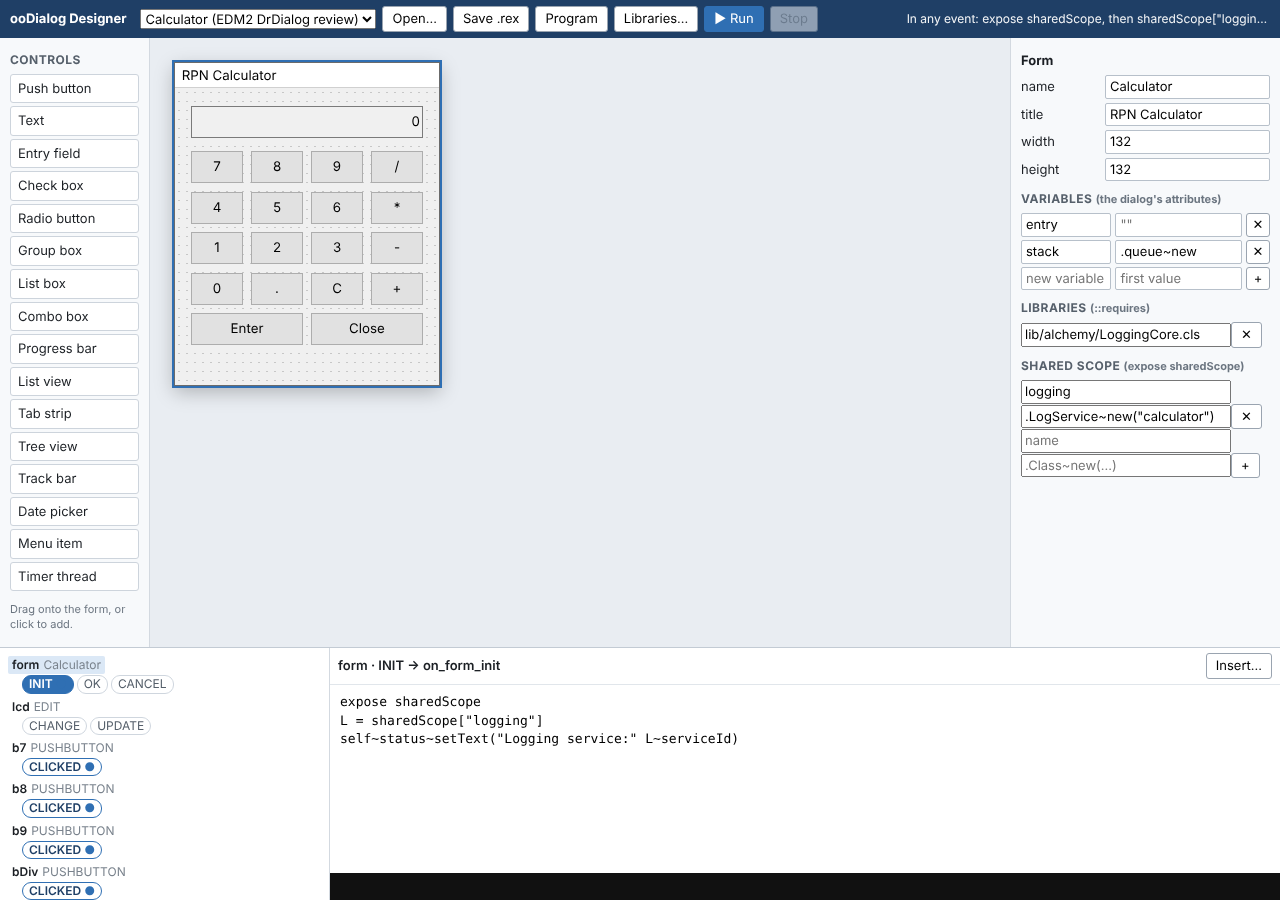 ooDialog Designer
Calculator (EDM2 DrDialog review)
Open...
Save .rex
Program
Libraries...
▶ Run
Stop
In any event: expose sharedScope, then sharedScope["loggin...
CONTROLS
Push button
Text
Entry field
Check box
Radio button
Group box
List box
Combo box
Progress bar
List view
Tab strip
Tree view
Track bar
Date picker
Menu item
Timer thread
Drag onto the form, or
click to add.
RPN Calculator
0
7 8 9 /
4 5 6 *
1 2 3 -
0 . C +
Enter Close
Form
name Calculator
title RPN Calculator
width 132
height 132
VARIABLES (the dialog's attributes)
entry "" ✕
stack .queue~new ✕
new variable first value +
LIBRARIES (::requires)
lib/alchemy/LoggingCore.cls ✕
SHARED SCOPE (expose sharedScope)
logging
.LogService~new("calculator") ✕
name
.Class~new(...) +
form Calculator
INIT OK CANCEL
lcd EDIT
CHANGE UPDATE
b7 PUSHBUTTON
CLICKED
b8 PUSHBUTTON
CLICKED
b9 PUSHBUTTON
CLICKED
bDiv PUSHBUTTON
CLICKED
form · INIT → on_form_init
Insert...
expose sharedScope
L = sharedScope["logging"]
self~status~setText("Logging service:" L~serviceId)